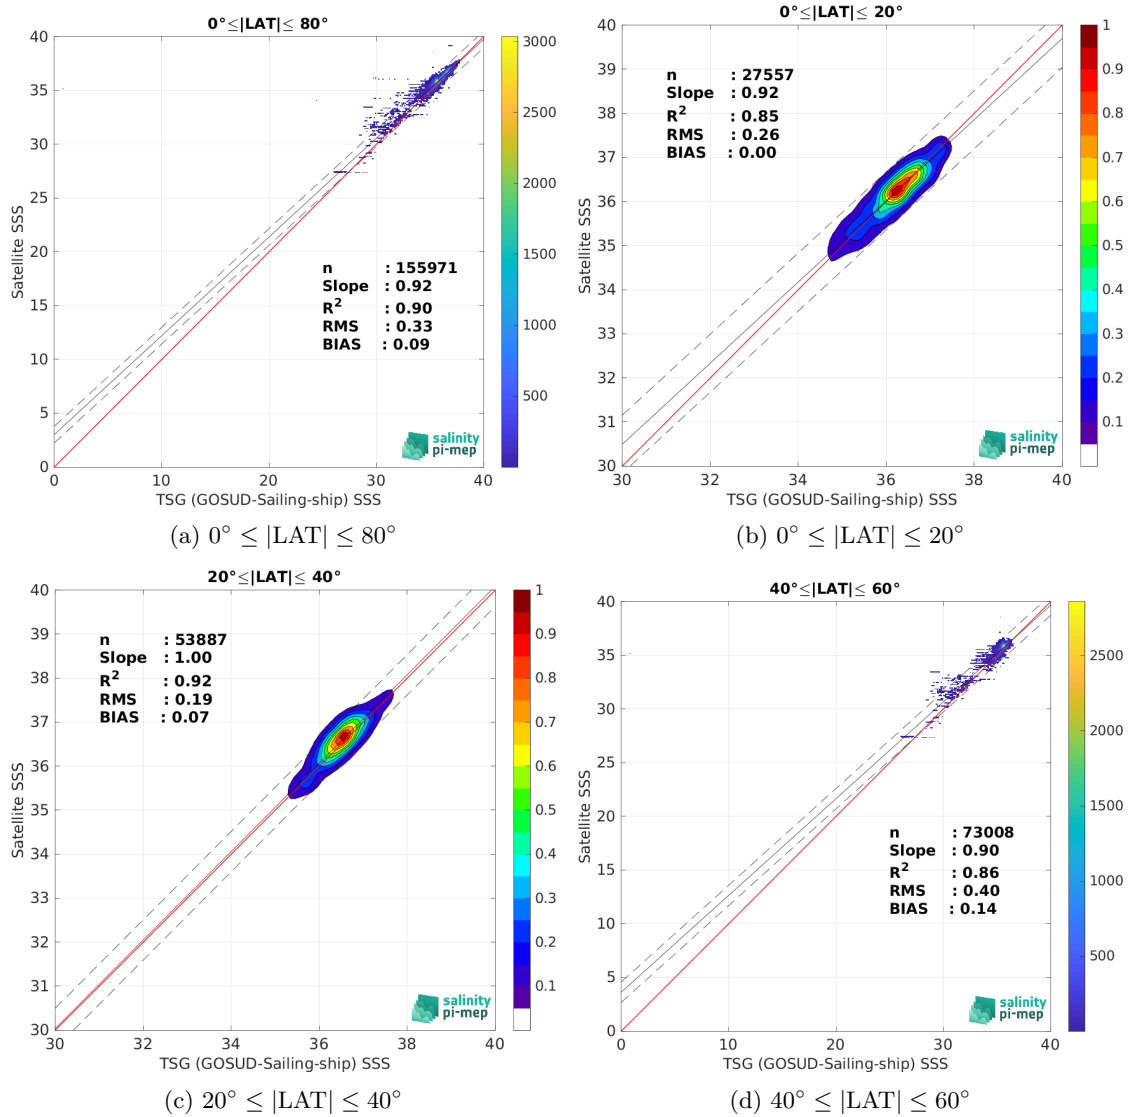 0°≤|LAT|≤ 80°
Satellite SSS
40
35
30
25
20
15
10
5
0
0 10 20 30 40
TSG (GOSUD-Sailing-ship) SSS
n : 155971
Slope : 0.92
R² : 0.90
RMS : 0.33
BIAS : 0.09
salinity
pi-mep
3000
2500
2000
1500
1000
500
(a) 0° ≤ |LAT| ≤ 80°
0°≤|LAT|≤ 20°
Satellite SSS
40
39
38
37
36
35
34
33
32
31
30
30 32 34 36 38 40
TSG (GOSUD-Sailing-ship) SSS
n : 27557
Slope : 0.92
R² : 0.85
RMS : 0.26
BIAS : 0.00
salinity
pi-mep
1
0.9
0.8
0.7
0.6
0.5
0.4
0.3
0.2
0.1
(b) 0° ≤ |LAT| ≤ 20°
20°≤|LAT|≤ 40°
Satellite SSS
40
39
38
37
36
35
34
33
32
31
30
30 32 34 36 38 40
TSG (GOSUD-Sailing-ship) SSS
n : 53887
Slope : 1.00
R² : 0.92
RMS : 0.19
BIAS : 0.07
salinity
pi-mep
1
0.9
0.8
0.7
0.6
0.5
0.4
0.3
0.2
0.1
(c) 20° ≤ |LAT| ≤ 40°
40°≤|LAT|≤ 60°
Satellite SSS
40
35
30
25
20
15
10
5
0
0 10 20 30 40
TSG (GOSUD-Sailing-ship) SSS
n : 73008
Slope : 0.90
R² : 0.86
RMS : 0.40
BIAS : 0.14
salinity
pi-mep
2500
2000
1500
1000
500
(d) 40° ≤ |LAT| ≤ 60°